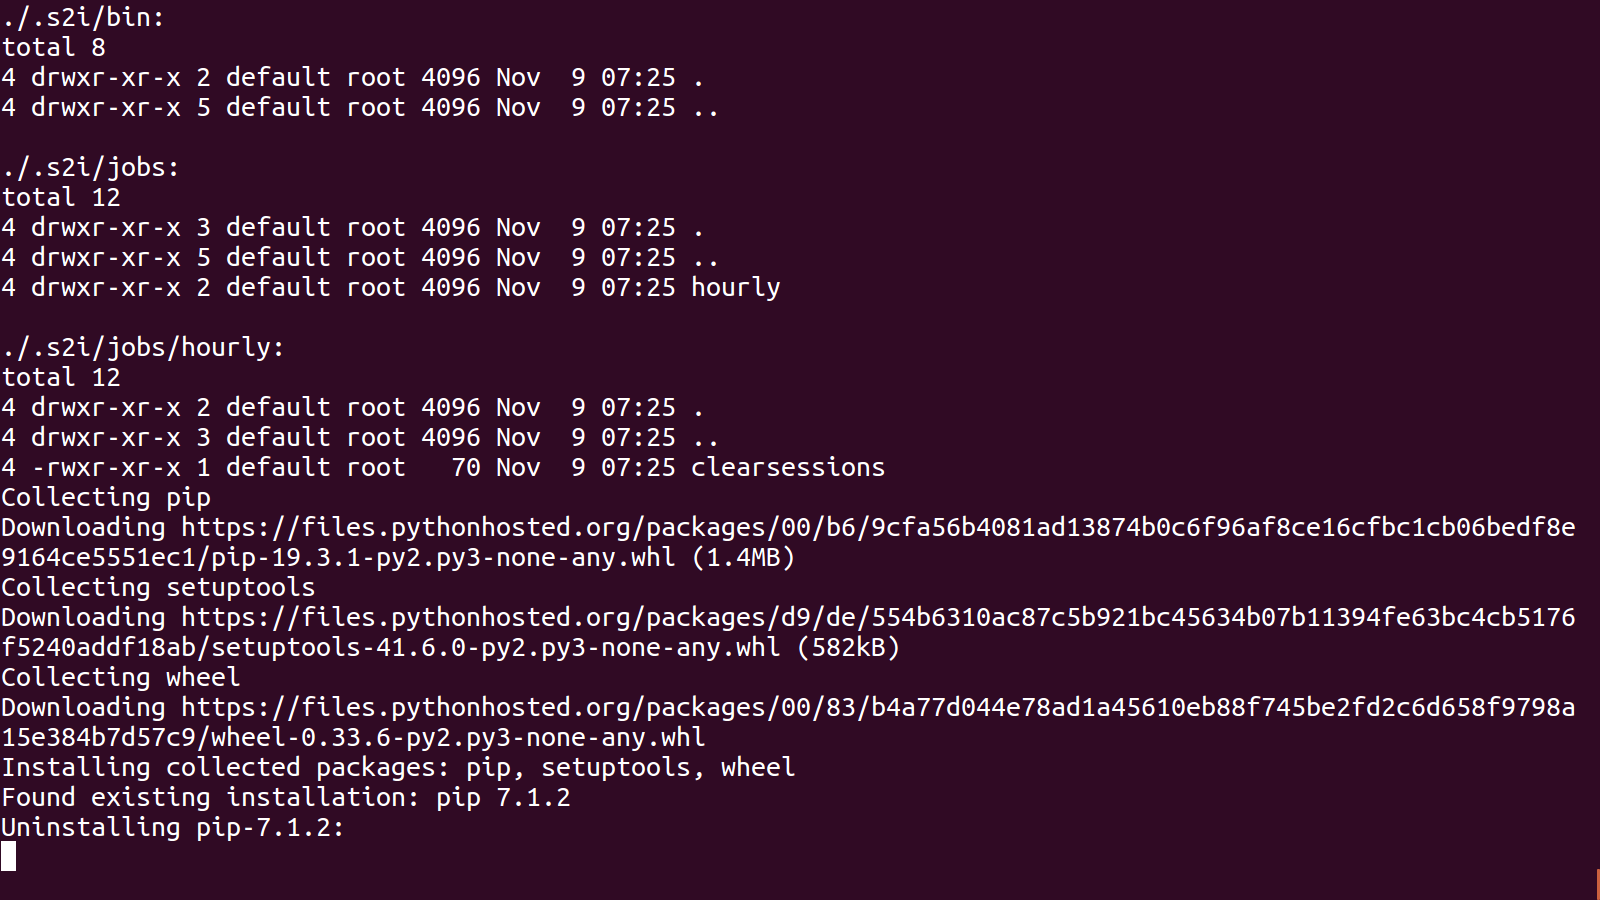 ./.s2i/bin:
total 8
4 drwxr-xr-x 2 default root 4096 Nov  9 07:25 .
4 drwxr-xr-x 5 default root 4096 Nov  9 07:25 ..

./.s2i/jobs:
total 12
4 drwxr-xr-x 3 default root 4096 Nov  9 07:25 .
4 drwxr-xr-x 5 default root 4096 Nov  9 07:25 ..
4 drwxr-xr-x 2 default root 4096 Nov  9 07:25 hourly

./.s2i/jobs/hourly:
total 12
4 drwxr-xr-x 2 default root 4096 Nov  9 07:25 .
4 drwxr-xr-x 3 default root 4096 Nov  9 07:25 ..
4 -rwxr-xr-x 1 default root   70 Nov  9 07:25 clearsessions
Collecting pip
Downloading https://files.pythonhosted.org/packages/00/b6/9cfa56b4081ad13874b0c6f96af8ce16cfbc1cb06bedf8e
9164ce5551ec1/pip-19.3.1-py2.py3-none-any.whl (1.4MB)
Collecting setuptools
Downloading https://files.pythonhosted.org/packages/d9/de/554b6310ac87c5b921bc45634b07b11394fe63bc4cb5176
f5240addf18ab/setuptools-41.6.0-py2.py3-none-any.whl (582kB)
Collecting wheel
Downloading https://files.pythonhosted.org/packages/00/83/b4a77d044e78ad1a45610eb88f745be2fd2c6d658f9798a
15e384b7d57c9/wheel-0.33.6-py2.py3-none-any.whl
Installing collected packages: pip, setuptools, wheel
Found existing installation: pip 7.1.2
Uninstalling pip-7.1.2: